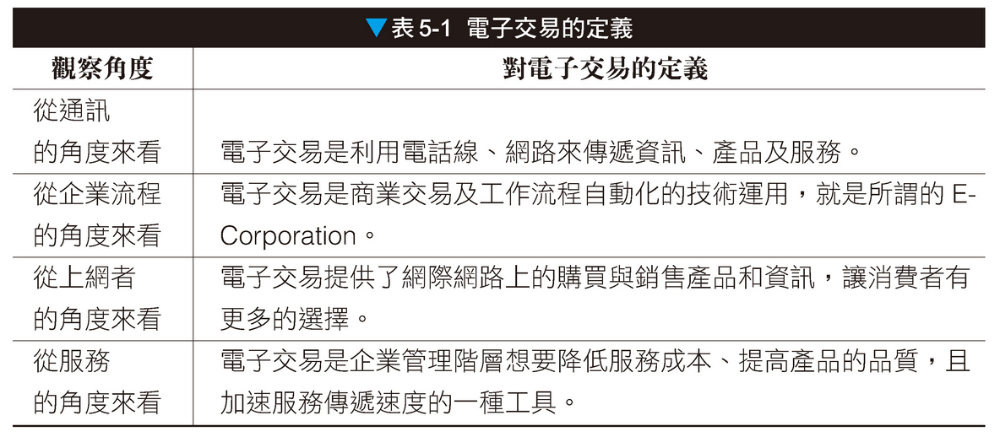 ▼表5-1 電子交易的定義
觀察角度 對電子交易的定義
從通訊
的角度來看 電子交易是利用電話線、網路來傳遞資訊、產品及服務。
從企業流程 電子交易是商業交易及工作流程自動化的技術運用，就是所謂的 E-
的角度來看 Corporation。
從上網者 電子交易提供了網際網路上的購買與銷售產品和資訊，讓消費者有
的角度來看 更多的選擇。
從服務 電子交易是企業管理階層想要降低服務成本、提高產品的品質，且
的角度來看 加速服務傳遞速度的一種工具。